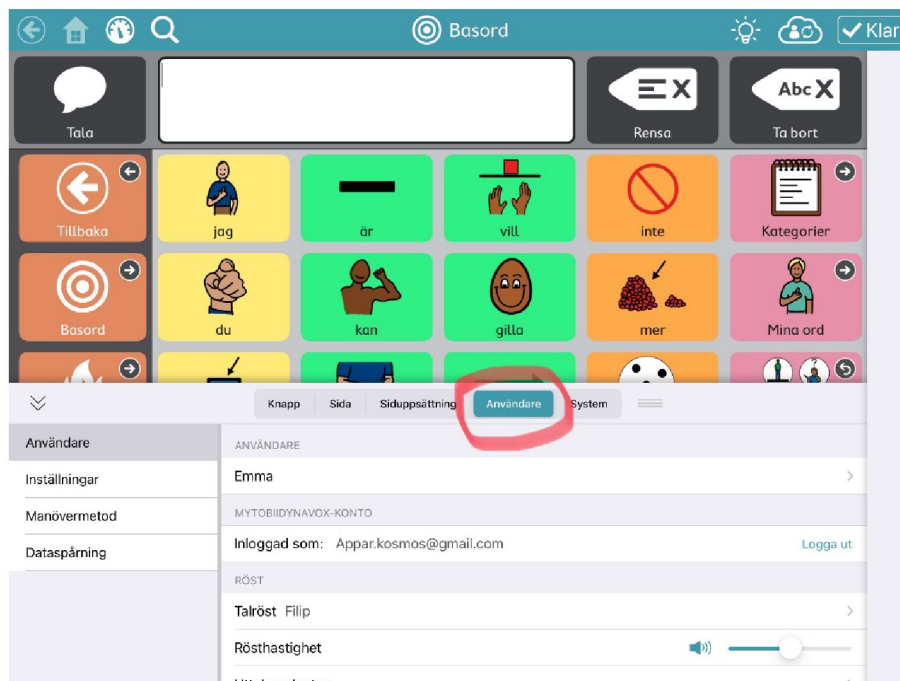 Basord
Klar
Tala
Rensa
Abc X
Ta bort
Tillbaka
jag
är
vill
inte
Kategorier
Basord
du
kan
gilla
mer
Mina ord
Knapp Sida Siduppsättning Användare System
Användare
Inställningar
Manövermetod
Dataspårning
ANVÄNDARE
Emma
MYTOBIIDYNAVOX-KONTO
Inloggad som: Appar.kosmos@gmail.com Logga ut
RÖST
Talröst Filip
Rösthastighet